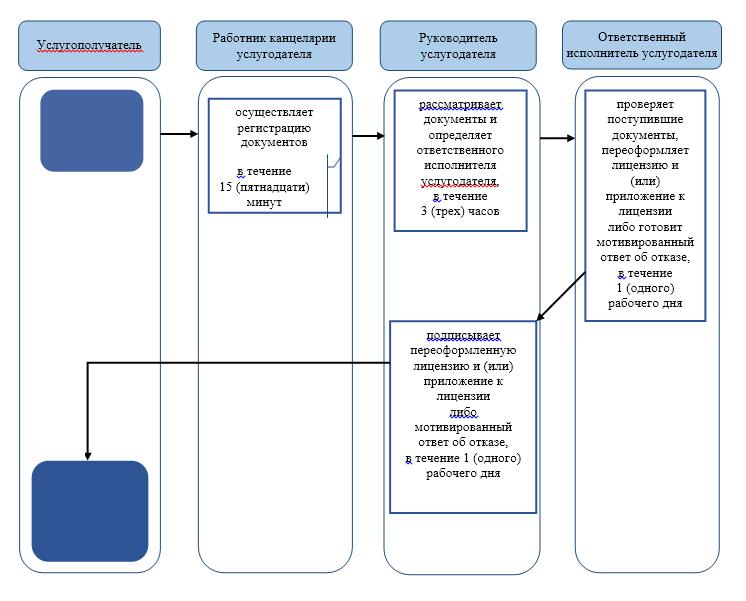 Услугополучатель
Работник канцелярии
услугодателя
Руководитель
услугодателя
Ответственный
исполнитель услугодателя
осуществляет
регистрацию
документов
в течение
15 (пятнадцати)
минут
рассматривает
документы и
определяет
ответственного
исполнителя
услугодателя,
в течение
3 (трех) часов
проверяет
поступившие
документы,
переоформляет
лицензию и
(или)
приложение к
лицензии
либо готовит
мотивированный
ответ об отказе,
в течение
1 (одного)
рабочего дня
подписывает
переоформленную
лицензию и (или)
приложение к
лицензии
либо
мотивированный
ответ об отказе,
в течение 1 (одного)
рабочего дня